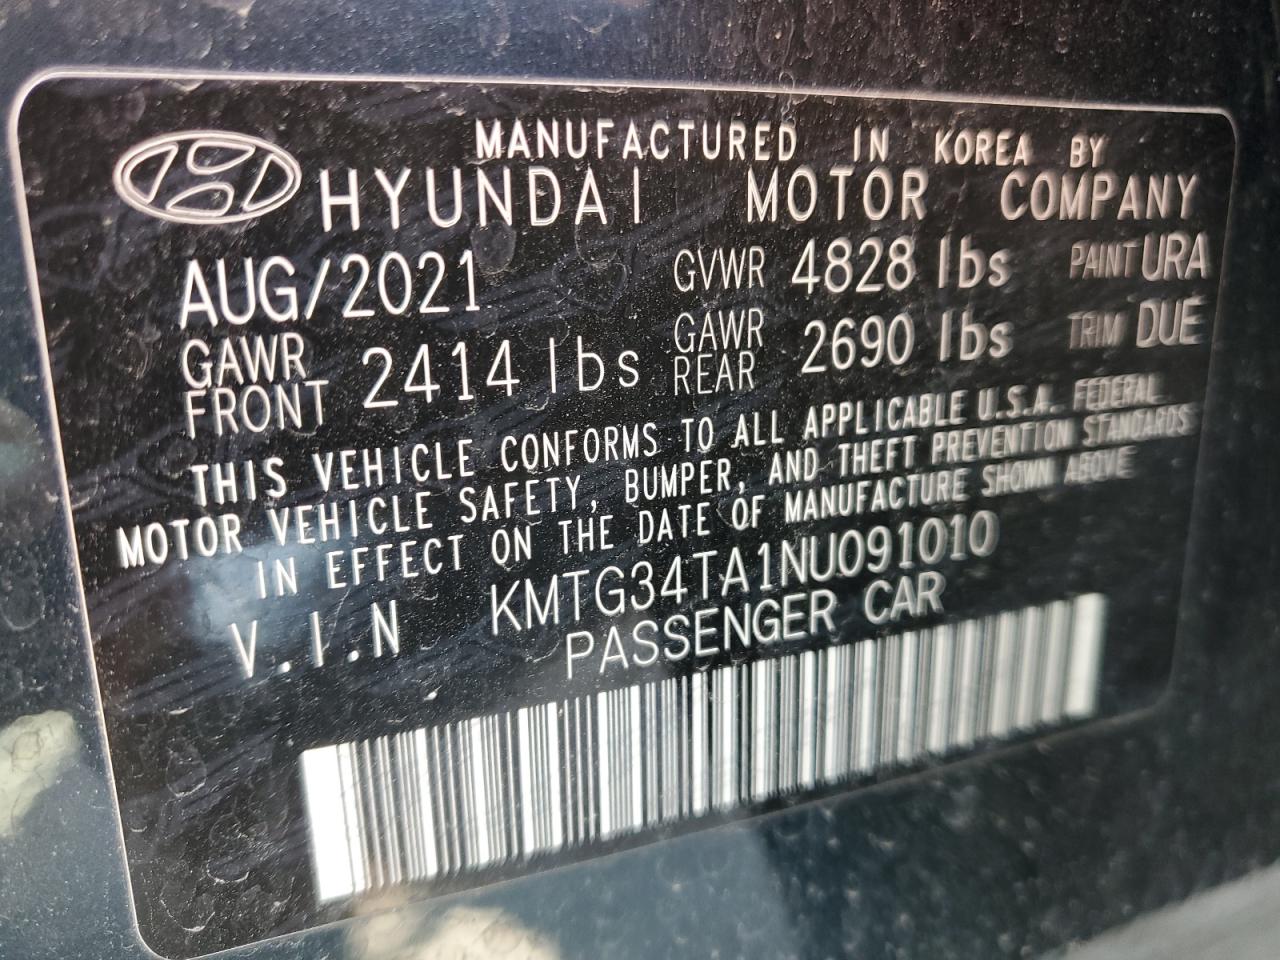 MANUFACTURED IN KOREA BY
HYUNDAI MOTOR COMPANY
AUG/2021 GVWR 4828 lbs PAINT URA
GAWR FRONT 2414 lbs GAWR REAR 2690 lbs TRIM DUE
THIS VEHICLE CONFORMS TO ALL APPLICABLE U.S.A. FEDERAL
MOTOR VEHICLE SAFETY, BUMPER, AND THEFT PREVENTION STANDARDS
IN EFFECT ON THE DATE OF MANUFACTURE SHOWN ABOVE
V.I.N KMTG34TA1NU091010
PASSENGER CAR